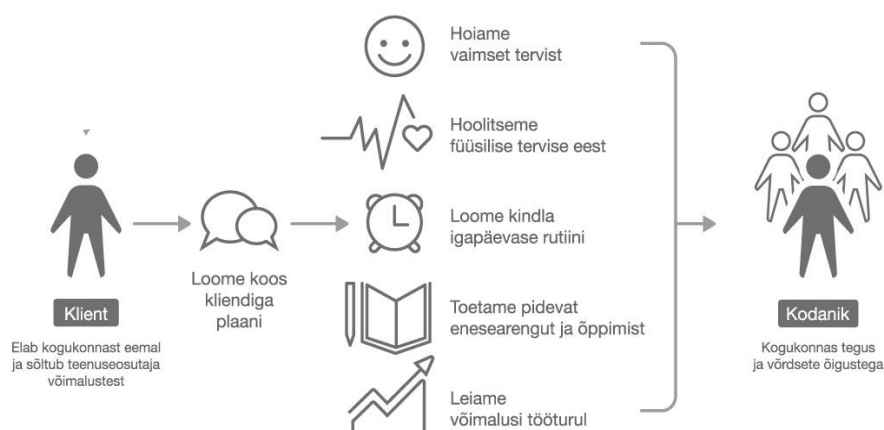 Hoiame
vaimset tervist
Hoolitseme
füüsilise tervise eest
Loome kindla
igapäevase rutiini
Loome koos
kliendiga
plaani
Klient
Elab kogukonnast eemal
ja sõltub teenuseosutaja
võimalustest
Toetame pidevat
enesearengut ja õppimist
Leiame
võimalusi tööturul
Kodanik
Kogukonnas tegus
ja võrdsete õigustega